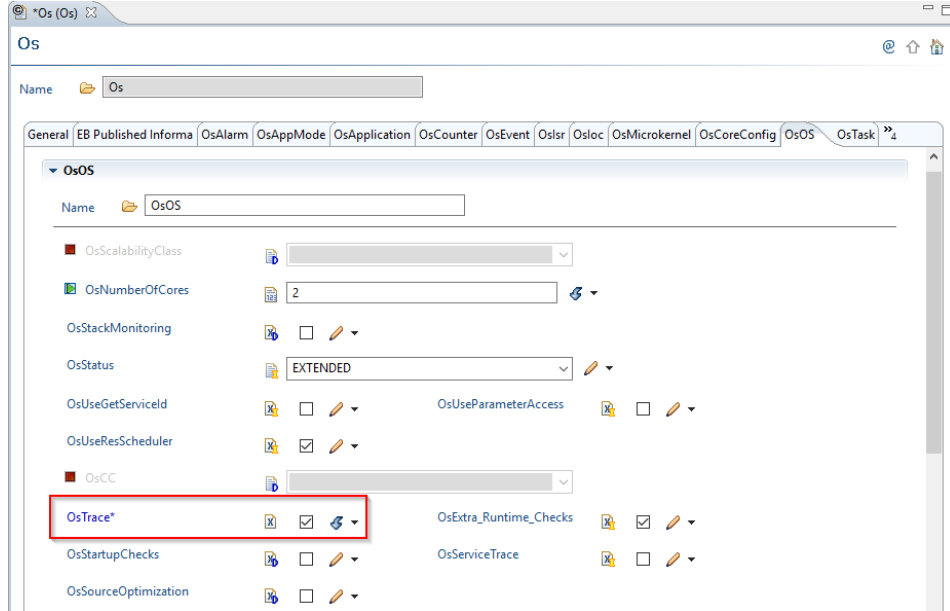 *Os (Os)
Os
Name Os
General EB Published Informa OsAlarm OsAppMode OsApplication OsCounter OsEvent OsIsr OsIoc OsMicrokernel OsCoreConfig OsOS OsTask »4
OsOS
Name OsOS
OsScalabilityClass
OsNumberOfCores 2
OsStackMonitoring
OsStatus EXTENDED
OsUseGetServiceId OsUseParameterAccess
OsUseResScheduler
OsCC
OsTrace* OsExtra_Runtime_Checks
OsStartupChecks OsServiceTrace
OsSourceOptimization